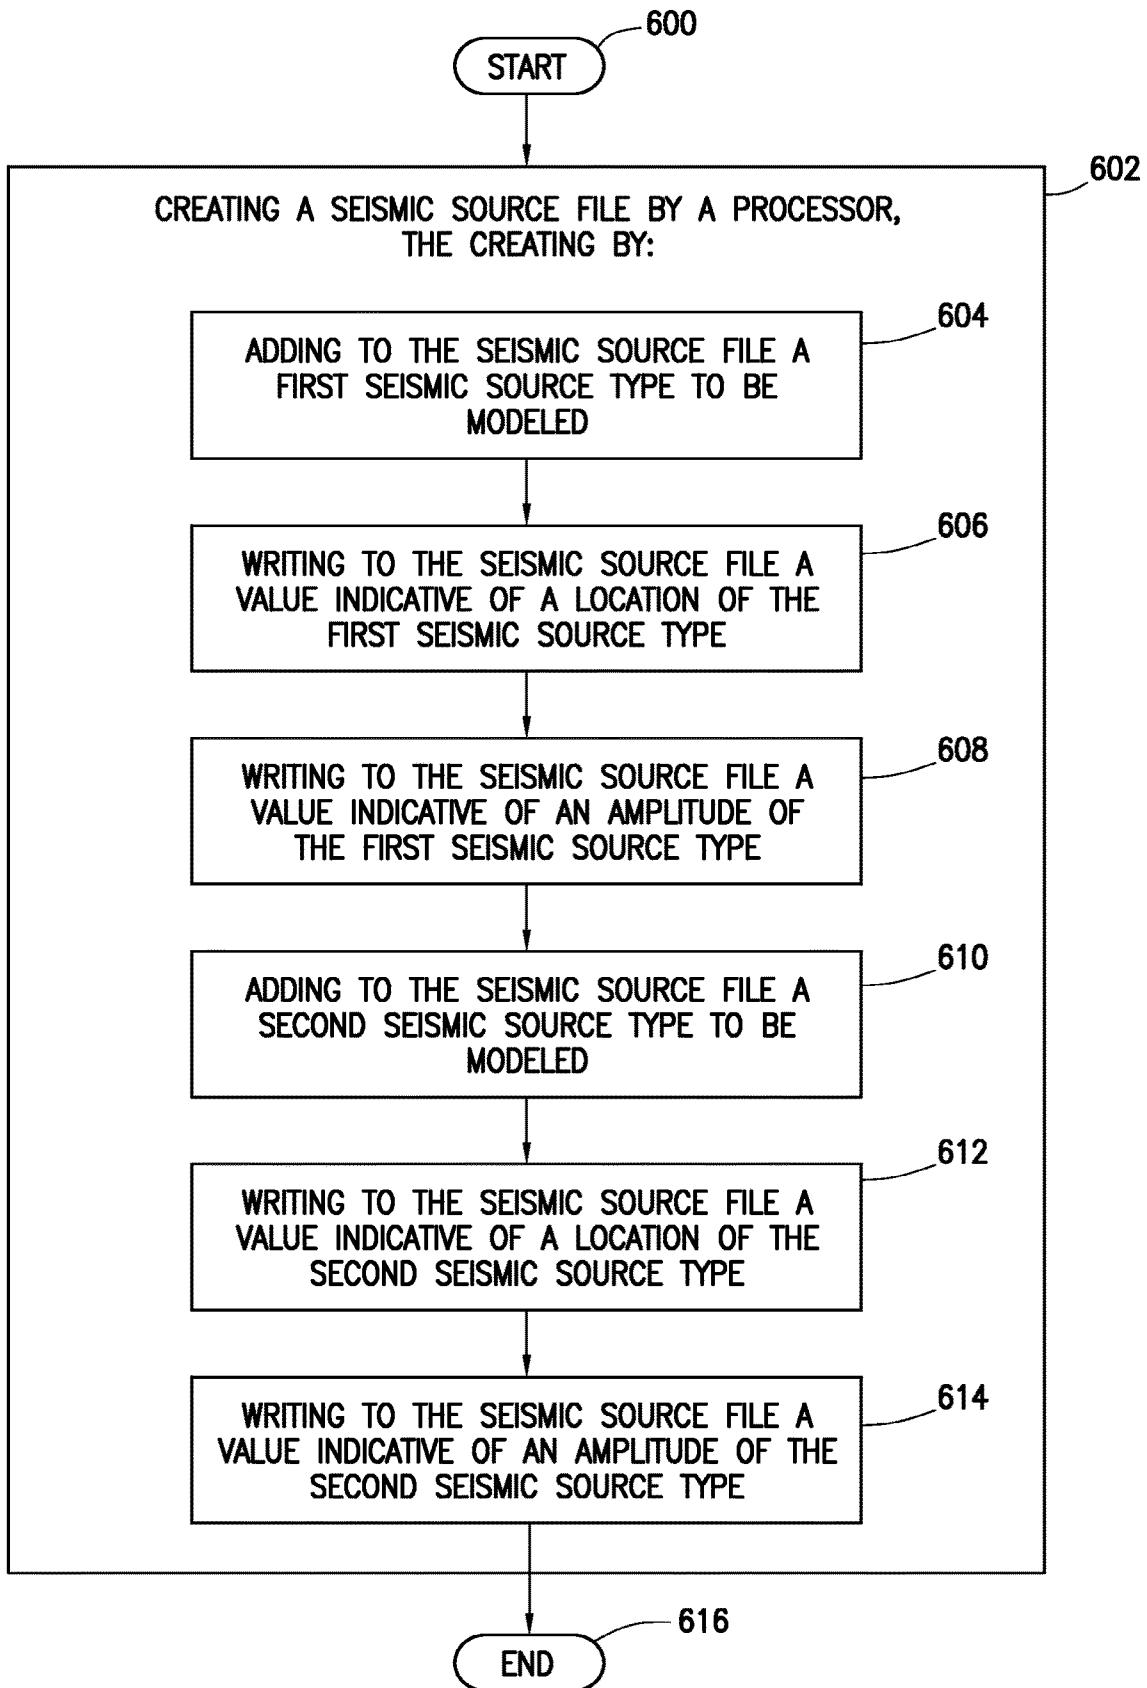 600
START
602
CREATING A SEISMIC SOURCE FILE BY A PROCESSOR,
THE CREATING BY:
604
ADDING TO THE SEISMIC SOURCE FILE A
FIRST SEISMIC SOURCE TYPE TO BE
MODELED
606
WRITING TO THE SEISMIC SOURCE FILE A
VALUE INDICATIVE OF A LOCATION OF THE
FIRST SEISMIC SOURCE TYPE
608
WRITING TO THE SEISMIC SOURCE FILE A
VALUE INDICATIVE OF AN AMPLITUDE OF
THE FIRST SEISMIC SOURCE TYPE
610
ADDING TO THE SEISMIC SOURCE FILE A
SECOND SEISMIC SOURCE TYPE TO BE
MODELED
612
WRITING TO THE SEISMIC SOURCE FILE A
VALUE INDICATIVE OF A LOCATION OF THE
SECOND SEISMIC SOURCE TYPE
614
WRITING TO THE SEISMIC SOURCE FILE A
VALUE INDICATIVE OF AN AMPLITUDE OF THE
SECOND SEISMIC SOURCE TYPE
616
END